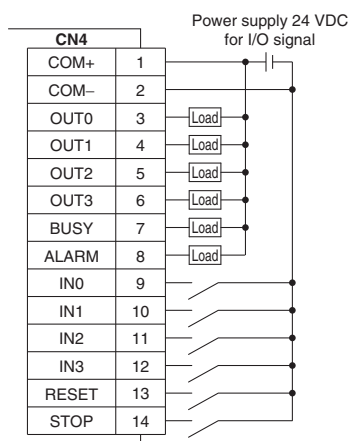 Power supply 24 VDC
for I/O signal
CN4
COM+ 1
COM− 2
OUT0 3 Load
OUT1 4 Load
OUT2 5 Load
OUT3 6 Load
BUSY 7 Load
ALARM 8 Load
IN0 9
IN1 10
IN2 11
IN3 12
RESET 13
STOP 14